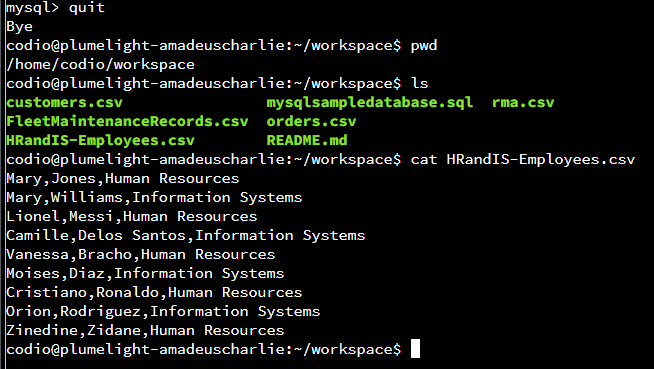 mysql> quit
Bye
codio@plumelight-amadeuscharlie:~/workspace$ pwd
/home/codio/workspace
codio@plumelight-amadeuscharlie:~/workspace$ ls
customers.csv mysqlsampledatabase.sql rma.csv
FleetMaintenanceRecords.csv orders.csv
HRandIS-Employees.csv README.md
codio@plumelight-amadeuscharlie:~/workspace$ cat HRandIS-Employees.csv
Mary,Jones,Human Resources
Mary,Williams,Information Systems
Lionel,Messi,Human Resources
Camille,Delos Santos,Information Systems
Vanessa,Bracho,Human Resources
Moises,Diaz,Information Systems
Cristiano,Ronaldo,Human Resources
Orion,Rodriguez,Information Systems
Zinedine,Zidane,Human Resources
codio@plumelight-amadeuscharlie:~/workspace$